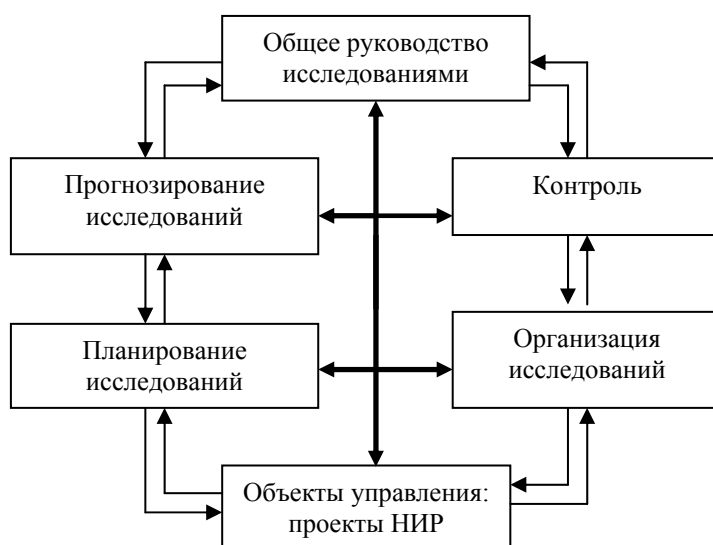 Общее руководство
исследованиями
Прогнозирование
исследований
Контроль
Планирование
исследований
Организация
исследований
Объекты управления:
проекты НИР